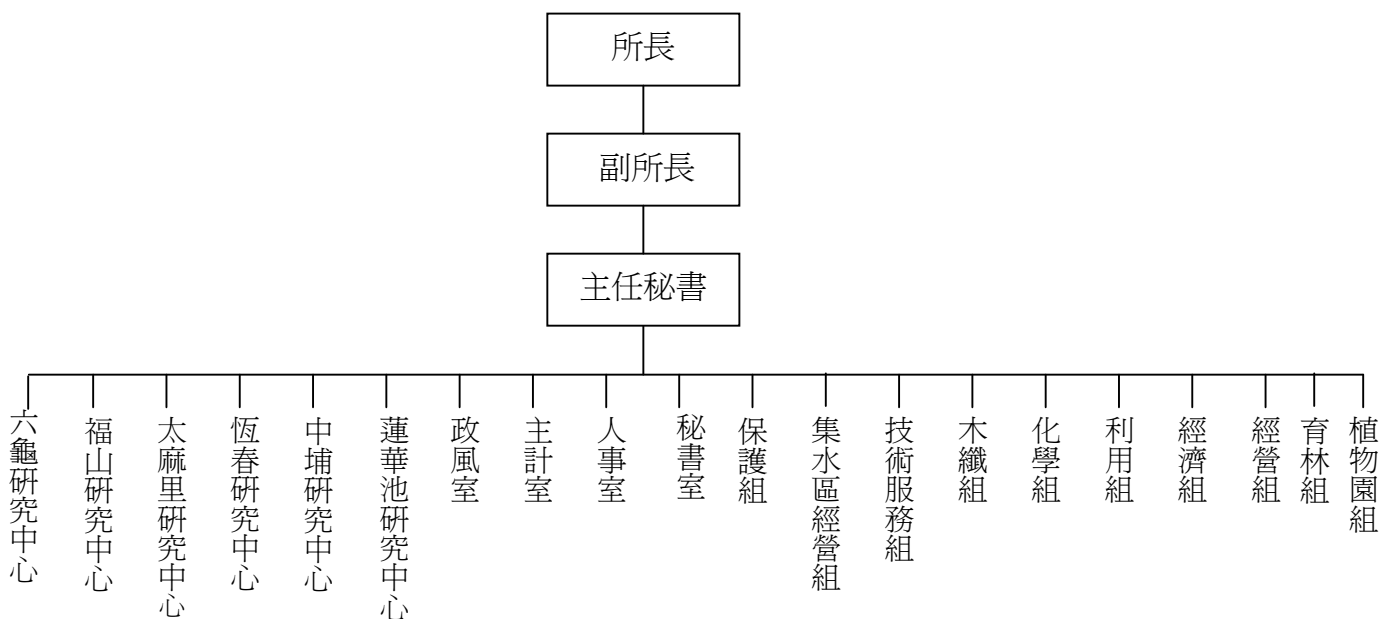 所長
副所長
主任秘書
六龜研究中心
福山研究中心
太麻里研究中心
恆春研究中心
中埔研究中心
蓮華池研究中心
政風室
主計室
人事室
秘書室
保護組
集水區經營組
技術服務組
木纖組
化學組
利用組
經濟組
經營組
育林組
植物園組